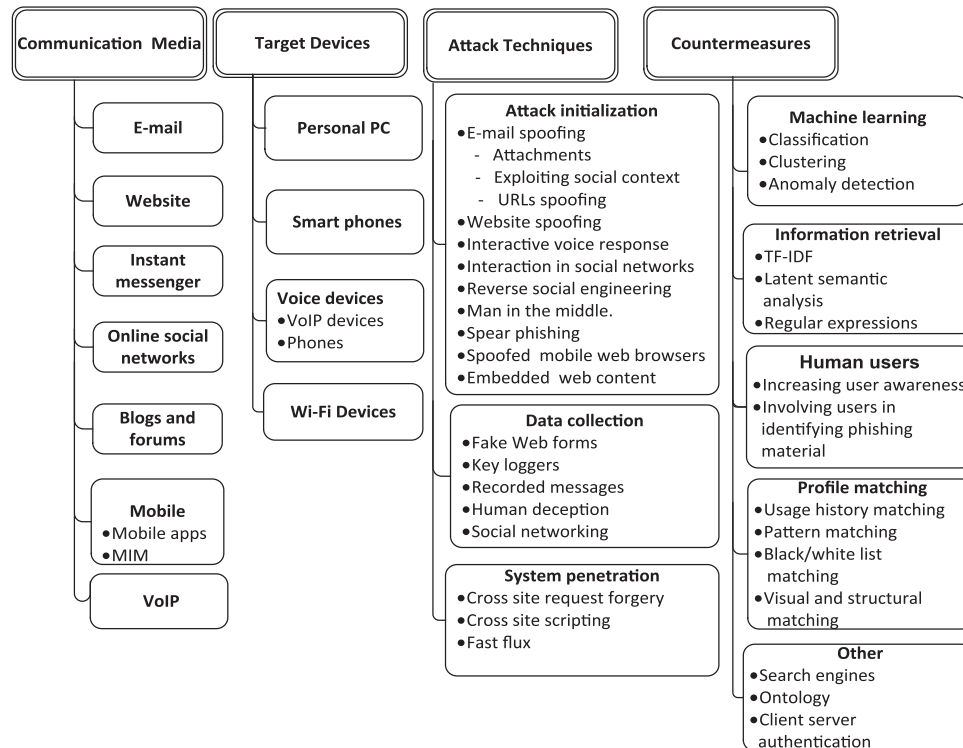 Communication Media
E-mail
Website
Instant
messenger
Online social
networks
Blogs and
forums
Mobile
•Mobile apps
•MIM
VoIP
Target Devices
Personal PC
Smart phones
Voice devices
•VoIP devices
•Phones
Wi-Fi Devices
Attack Techniques
Attack initialization
•E-mail spoofing
- Attachments
- Exploiting social context
- URLs spoofing
•Website spoofing
•Interactive voice response
•Interaction in social networks
•Reverse social engineering
•Man in the middle.
•Spear phishing
•Spoofed mobile web browsers
•Embedded web content
Data collection
•Fake Web forms
•Key loggers
•Recorded messages
•Human deception
•Social networking
System penetration
•Cross site request forgery
•Cross site scripting
•Fast flux
Countermeasures
Machine learning
•Classification
•Clustering
•Anomaly detection
Information retrieval
•TF-IDF
•Latent semantic
analysis
•Regular expressions
Human users
•Increasing user awareness
•Involving users in
identifying phishing
material
Profile matching
•Usage history matching
•Pattern matching
•Black/white list
matching
•Visual and structural
matching
Other
•Search engines
•Ontology
•Client server
authentication